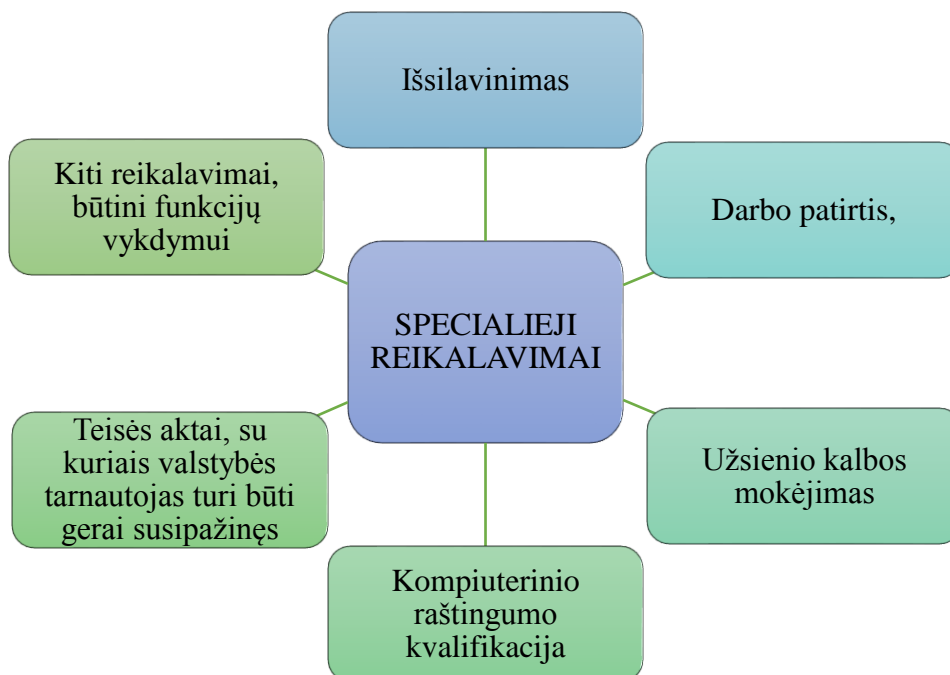 Išsilavinimas
Kiti reikalavimai,
būtini funkcijų
vykdymui
Darbo patirtis,
SPECIALIEJI
REIKALAVIMAI
Teisės aktai, su
kuriais valstybės
tarnautojas turi būti
gerai susipažinęs
Užsienio kalbos
mokėjimas
Kompiuterinio
raštingumo
kvalifikacija